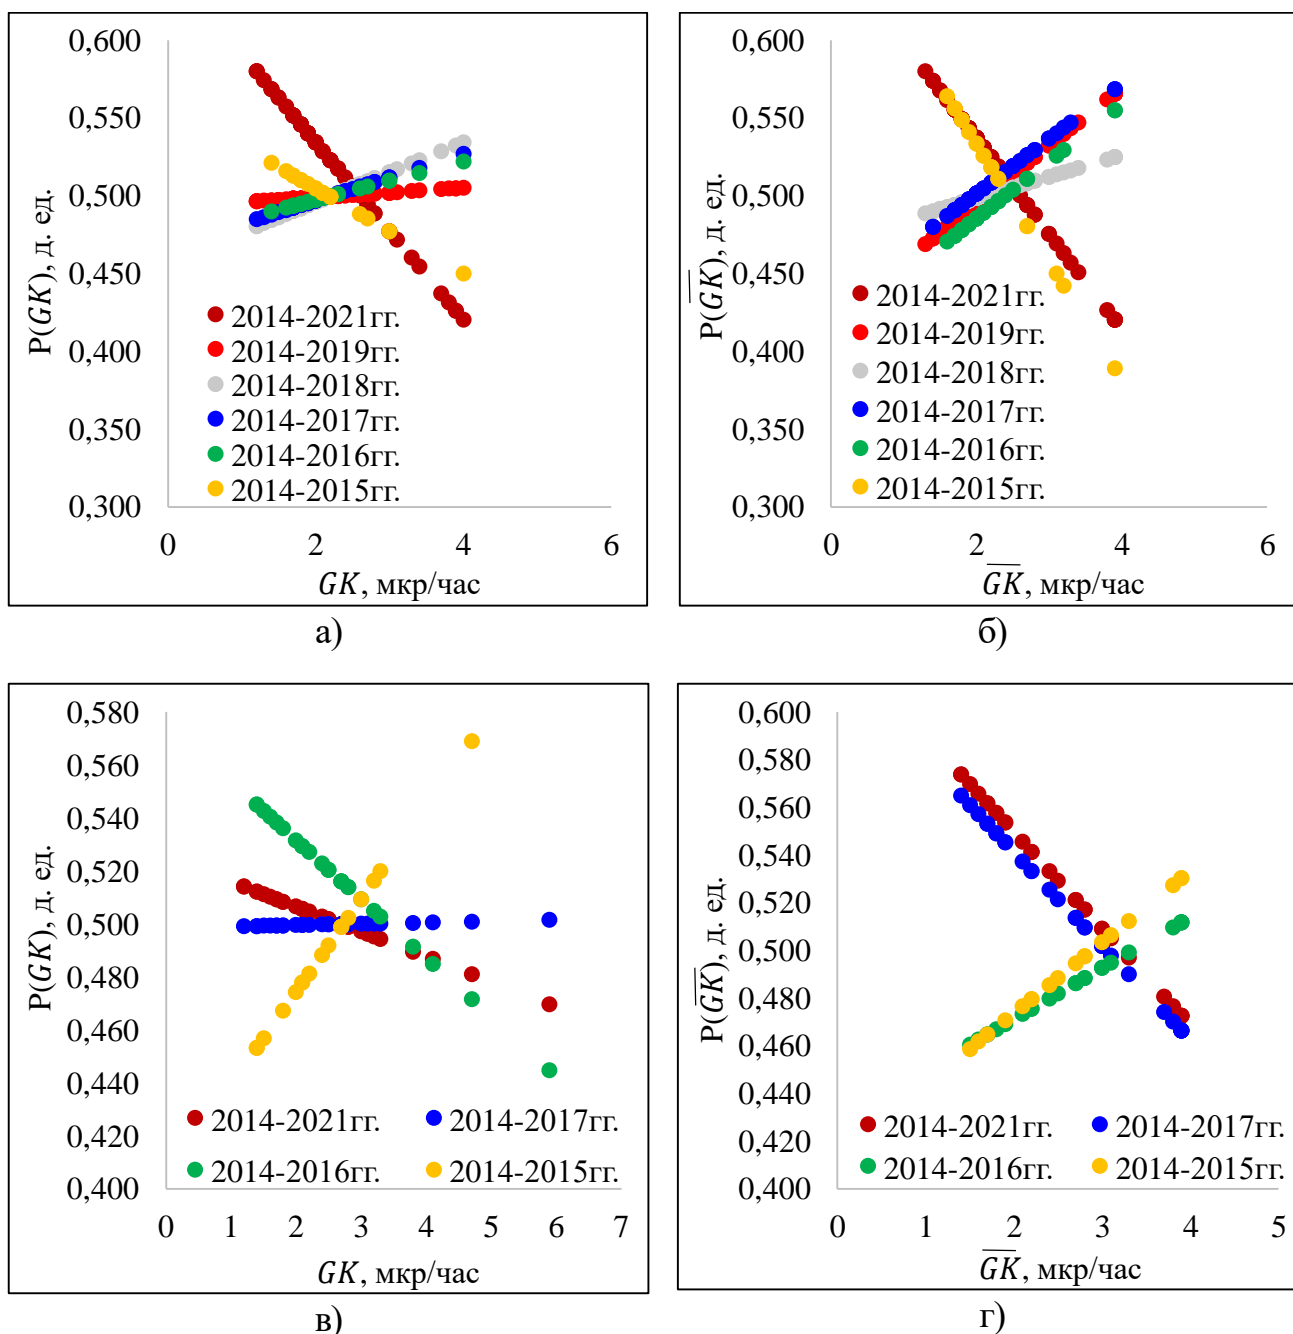 0,600
0,550
0,500
0,450
0,400
0,350
0,300
P(GK), д. ед.
2014-2021гг.
2014-2019гг.
2014-2018гг.
2014-2017гг.
2014-2016гг.
2014-2015гг.
0 2 4 6
GK, мкр/час
а)
0,600
0,550
0,500
0,450
0,400
0,350
0,300
P(G̅K̅), д. ед.
2014-2021гг.
2014-2019гг.
2014-2018гг.
2014-2017гг.
2014-2016гг.
2014-2015гг.
0 2 4 6
G̅K̅, мкр/час
б)
0,580
0,560
0,540
0,520
0,500
0,480
0,460
0,440
0,420
0,400
P(GK), д. ед.
2014-2021гг. 2014-2017гг.
2014-2016гг. 2014-2015гг.
0 1 2 3 4 5 6 7
GK, мкр/час
в)
0,600
0,580
0,560
0,540
0,520
0,500
0,480
0,460
0,440
0,420
0,400
P(G̅K̅), д. ед.
2014-2021гг. 2014-2017гг.
2014-2016гг. 2014-2015гг.
0 1 2 3 4 5
G̅K̅, мкр/час
г)